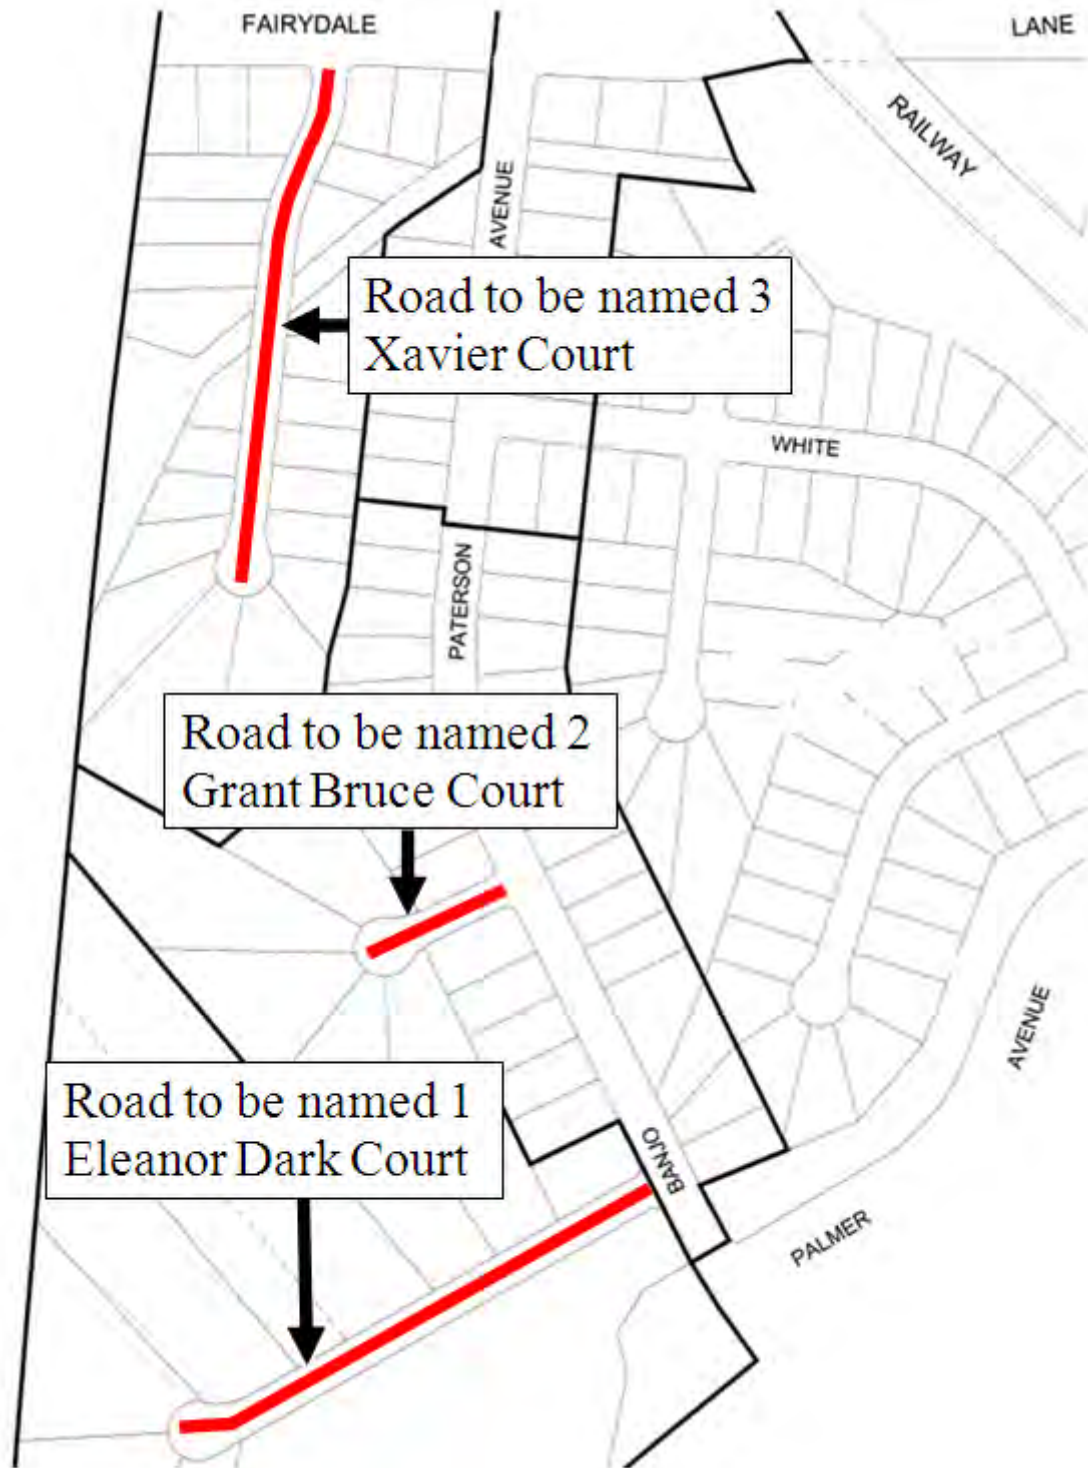 FAIRYDALE
LANE
RAILWAY
AVENUE
Road to be named 3
Xavier Court
WHITE
PATERSON
Road to be named 2
Grant Bruce Court
AVENUE
Road to be named 1
Eleanor Dark Court
BANJO
PALMER